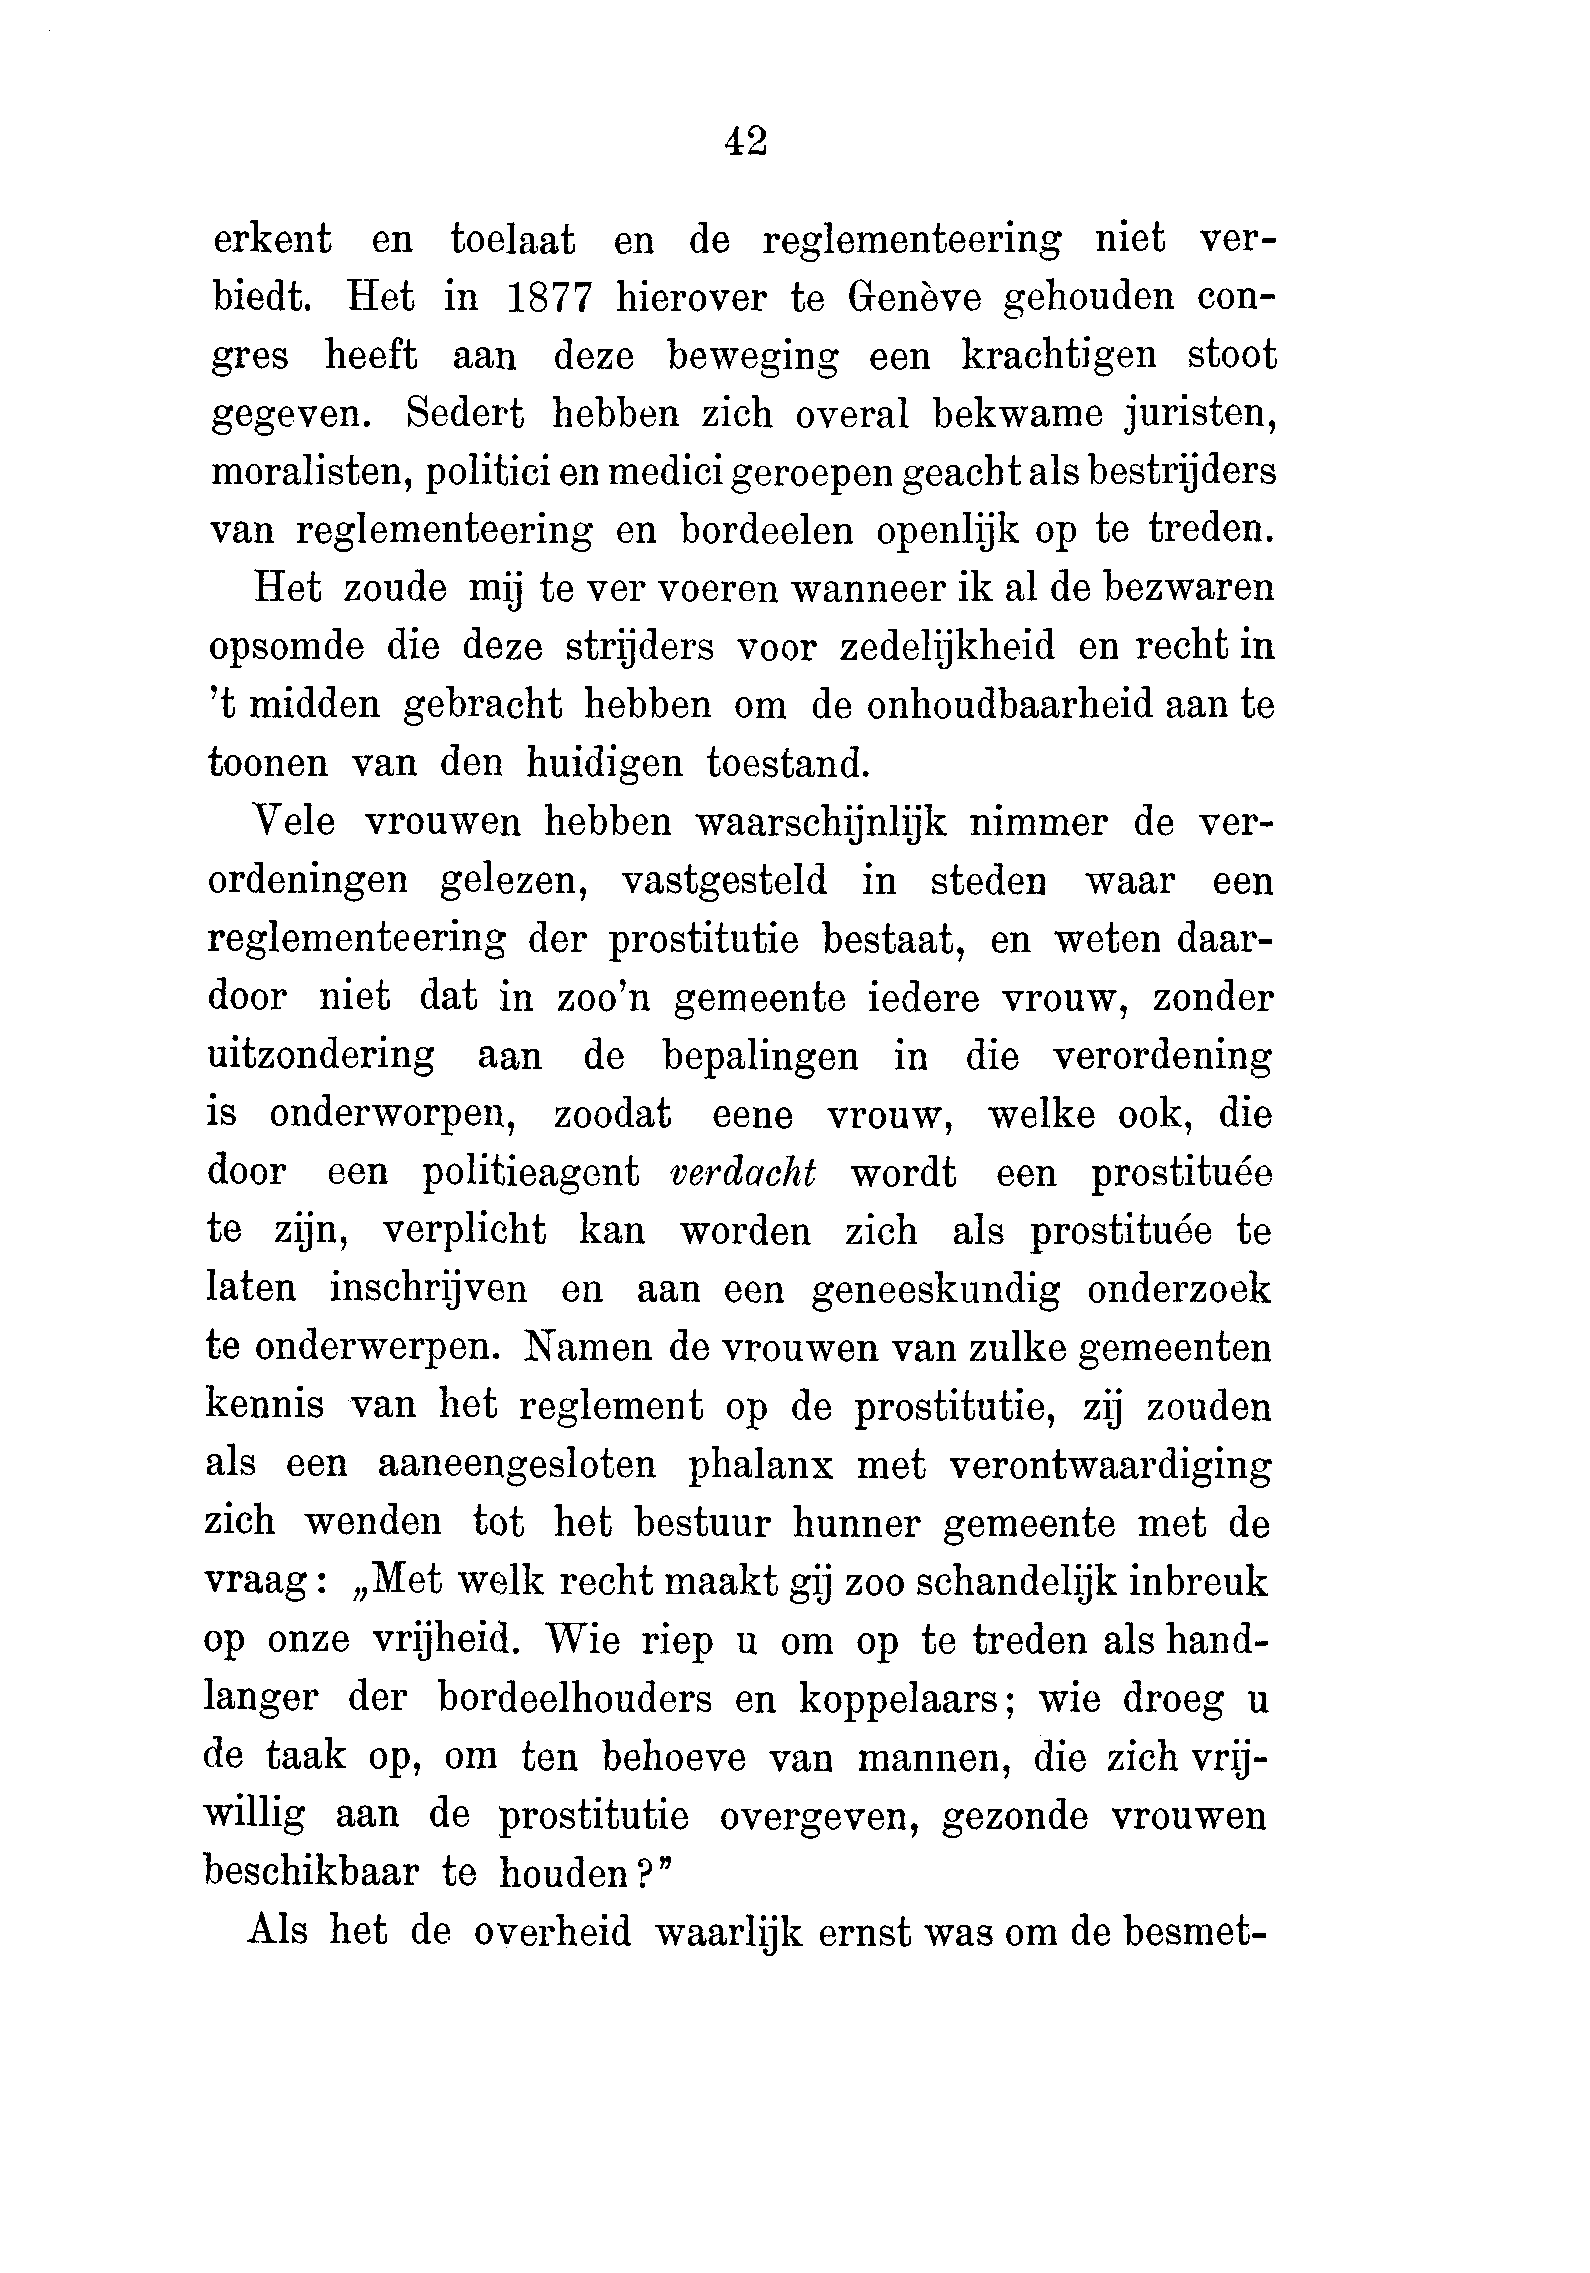 42
erkent en toelaat en de reglementeering niet ver-
biedt. Het in 1877 hierover te Genève gehouden con-
gres heeft aan deze beweging een krachtigen stoot
gegeven. Sedert hebben zich overal bekwame juristen,
moralisten, politici en medici geroepen geacht als bestrijders
van reglementeering en bordeelen openlijk op te treden.
Het zoude mij te ver voeren wanneer ik al de bezwaren
opsomde die deze strijders voor zedelijkheid en recht in
't midden gebracht hebben om de onhoudbaarheid aan te
toonen van den huidigen toestand.
Vele vrouwen hebben waarschijnlijk nimmer de ver-
ordeningen gelezen, vastgesteld in steden waar een
reglementeering der prostitutie bestaat, en weten daar-
door niet dat in zoo'n gemeente iedere vrouw, zonder
uitzondering aan de bepalingen in die verordening
is onderworpen, zoodat eene vrouw, welke ook, die
door een politieagent verdacht wordt een prostituée
te zijn, verplicht kan worden zich als prostituée te
laten inschrijven en aan een geneeskundig onderzoek
te onderwerpen. Namen de vrouwen van zulke gemeenten
kennis van het reglement op de prostitutie, zij zouden
als een aaneengesloten phalanx met verontwaardiging
zich wenden tot het bestuur hunner gemeente met de
vraag: „Met welk recht maakt gij zoo schandelijk inbreuk
op onze vrijheid. Wie riep u om op te treden als hand-
langer der bordeelhouders en koppelaars; wie droeg u
de taak op, om ten behoeve van mannen, die zich vrij-
willig aan de prostitutie overgeven, gezonde vrouwen
beschikbaar te houden?"
Als het de overheid waarlijk ernst was om de besmet-